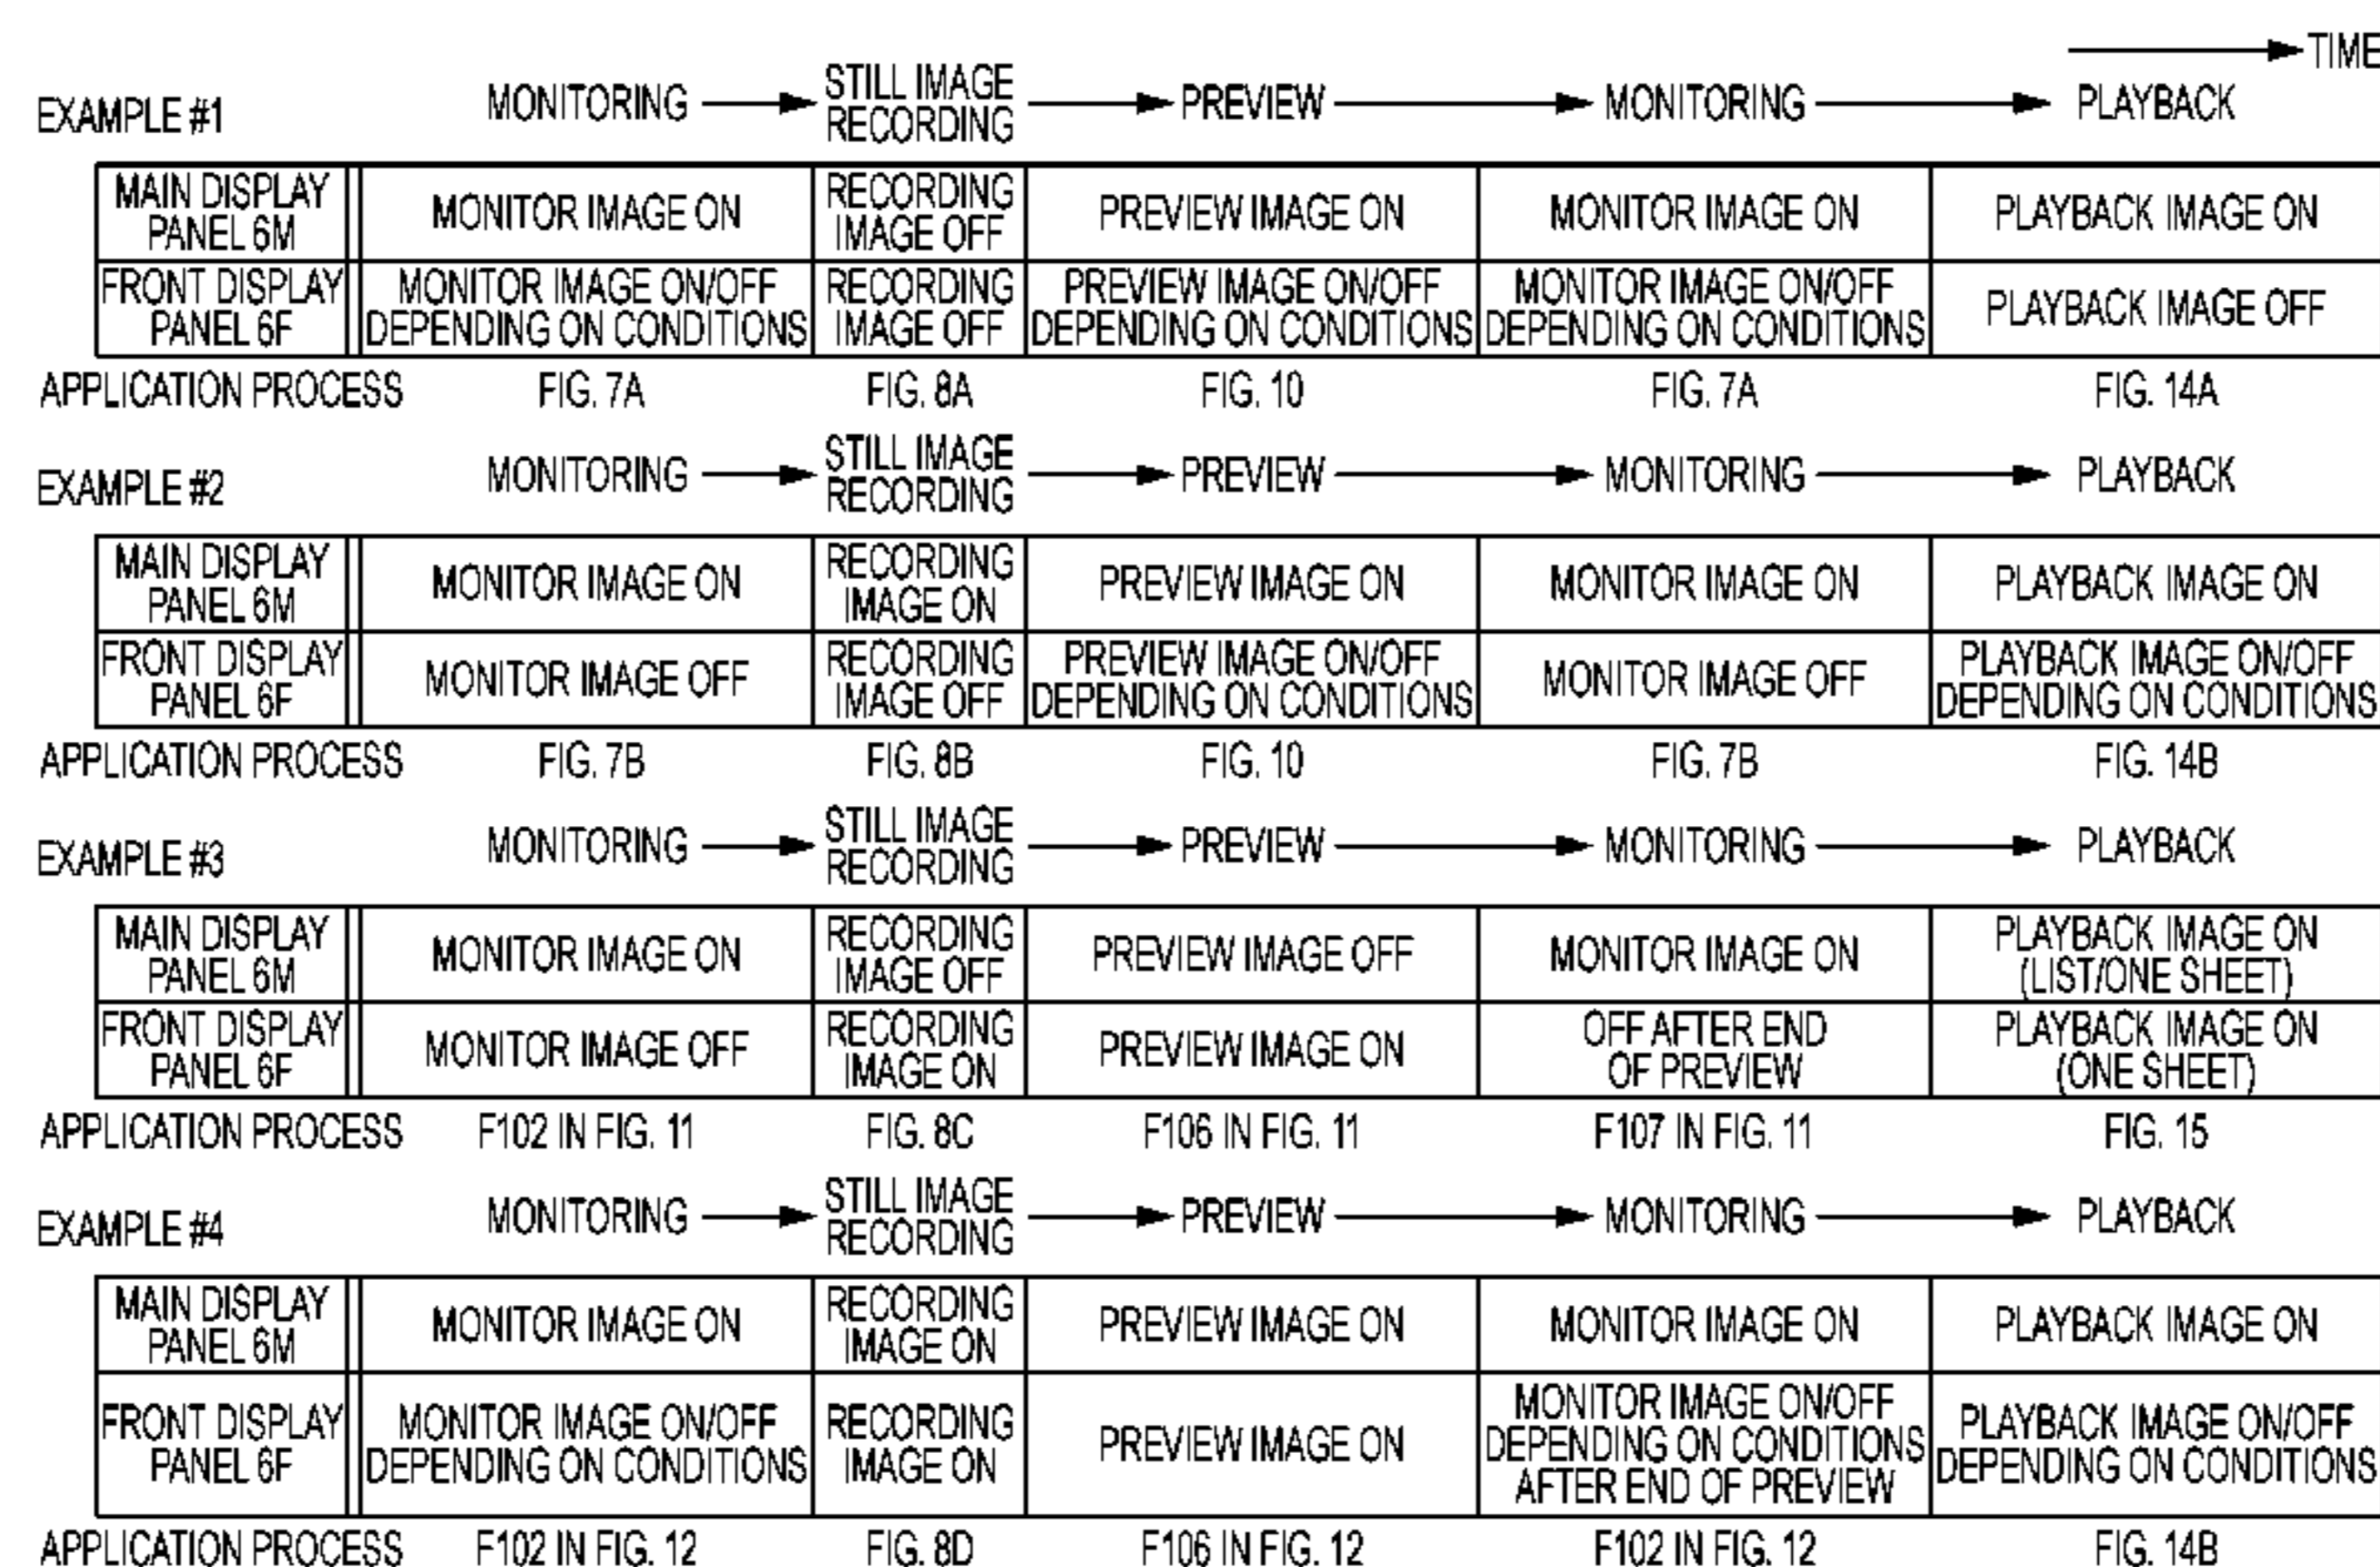 TIME
EXAMPLE #1
MONITORING
STILL IMAGE
RECORDING
PREVIEW
MONITORING
PLAYBACK
MAIN DISPLAY
PANEL 6M
MONITOR IMAGE ON
RECORDING
IMAGE OFF
PREVIEW IMAGE ON
MONITOR IMAGE ON
PLAYBACK IMAGE ON
FRONT DISPLAY
PANEL 6F
MONITOR IMAGE ON/OFF
DEPENDING ON CONDITIONS
RECORDING
IMAGE OFF
PREVIEW IMAGE ON/OFF
DEPENDING ON CONDITIONS
MONITOR IMAGE ON/OFF
DEPENDING ON CONDITIONS
PLAYBACK IMAGE OFF
APPLICATION PROCESS
FIG. 7A
FIG. 8A
FIG. 10
FIG. 7A
FIG. 14A
EXAMPLE #2
MONITORING
STILL IMAGE
RECORDING
PREVIEW
MONITORING
PLAYBACK
MAIN DISPLAY
PANEL 6M
MONITOR IMAGE ON
RECORDING
IMAGE ON
PREVIEW IMAGE ON
MONITOR IMAGE ON
PLAYBACK IMAGE ON
FRONT DISPLAY
PANEL 6F
MONITOR IMAGE OFF
RECORDING
IMAGE OFF
PREVIEW IMAGE ON/OFF
DEPENDING ON CONDITIONS
MONITOR IMAGE OFF
PLAYBACK IMAGE ON/OFF
DEPENDING ON CONDITIONS
APPLICATION PROCESS
FIG. 7B
FIG. 8B
FIG. 10
FIG. 7B
FIG. 14B
EXAMPLE #3
MONITORING
STILL IMAGE
RECORDING
PREVIEW
MONITORING
PLAYBACK
MAIN DISPLAY
PANEL 6M
MONITOR IMAGE ON
RECORDING
IMAGE OFF
PREVIEW IMAGE OFF
MONITOR IMAGE ON
PLAYBACK IMAGE ON
(LIST/ONE SHEET)
FRONT DISPLAY
PANEL 6F
MONITOR IMAGE OFF
RECORDING
IMAGE ON
PREVIEW IMAGE ON
OFF AFTER END
OF PREVIEW
PLAYBACK IMAGE ON
(ONE SHEET)
APPLICATION PROCESS
F102 IN FIG. 11
FIG. 8C
F106 IN FIG. 11
F107 IN FIG. 11
FIG. 15
EXAMPLE #4
MONITORING
STILL IMAGE
RECORDING
PREVIEW
MONITORING
PLAYBACK
MAIN DISPLAY
PANEL 6M
MONITOR IMAGE ON
RECORDING
IMAGE ON
PREVIEW IMAGE ON
MONITOR IMAGE ON
PLAYBACK IMAGE ON
FRONT DISPLAY
PANEL 6F
MONITOR IMAGE ON/OFF
DEPENDING ON CONDITIONS
RECORDING
IMAGE ON
PREVIEW IMAGE ON
MONITOR IMAGE ON/OFF
DEPENDING ON CONDITIONS
AFTER END OF PREVIEW
PLAYBACK IMAGE ON/OFF
DEPENDING ON CONDITIONS
APPLICATION PROCESS
F102 IN FIG. 12
FIG. 8D
F106 IN FIG. 12
F102 IN FIG. 12
FIG. 14B